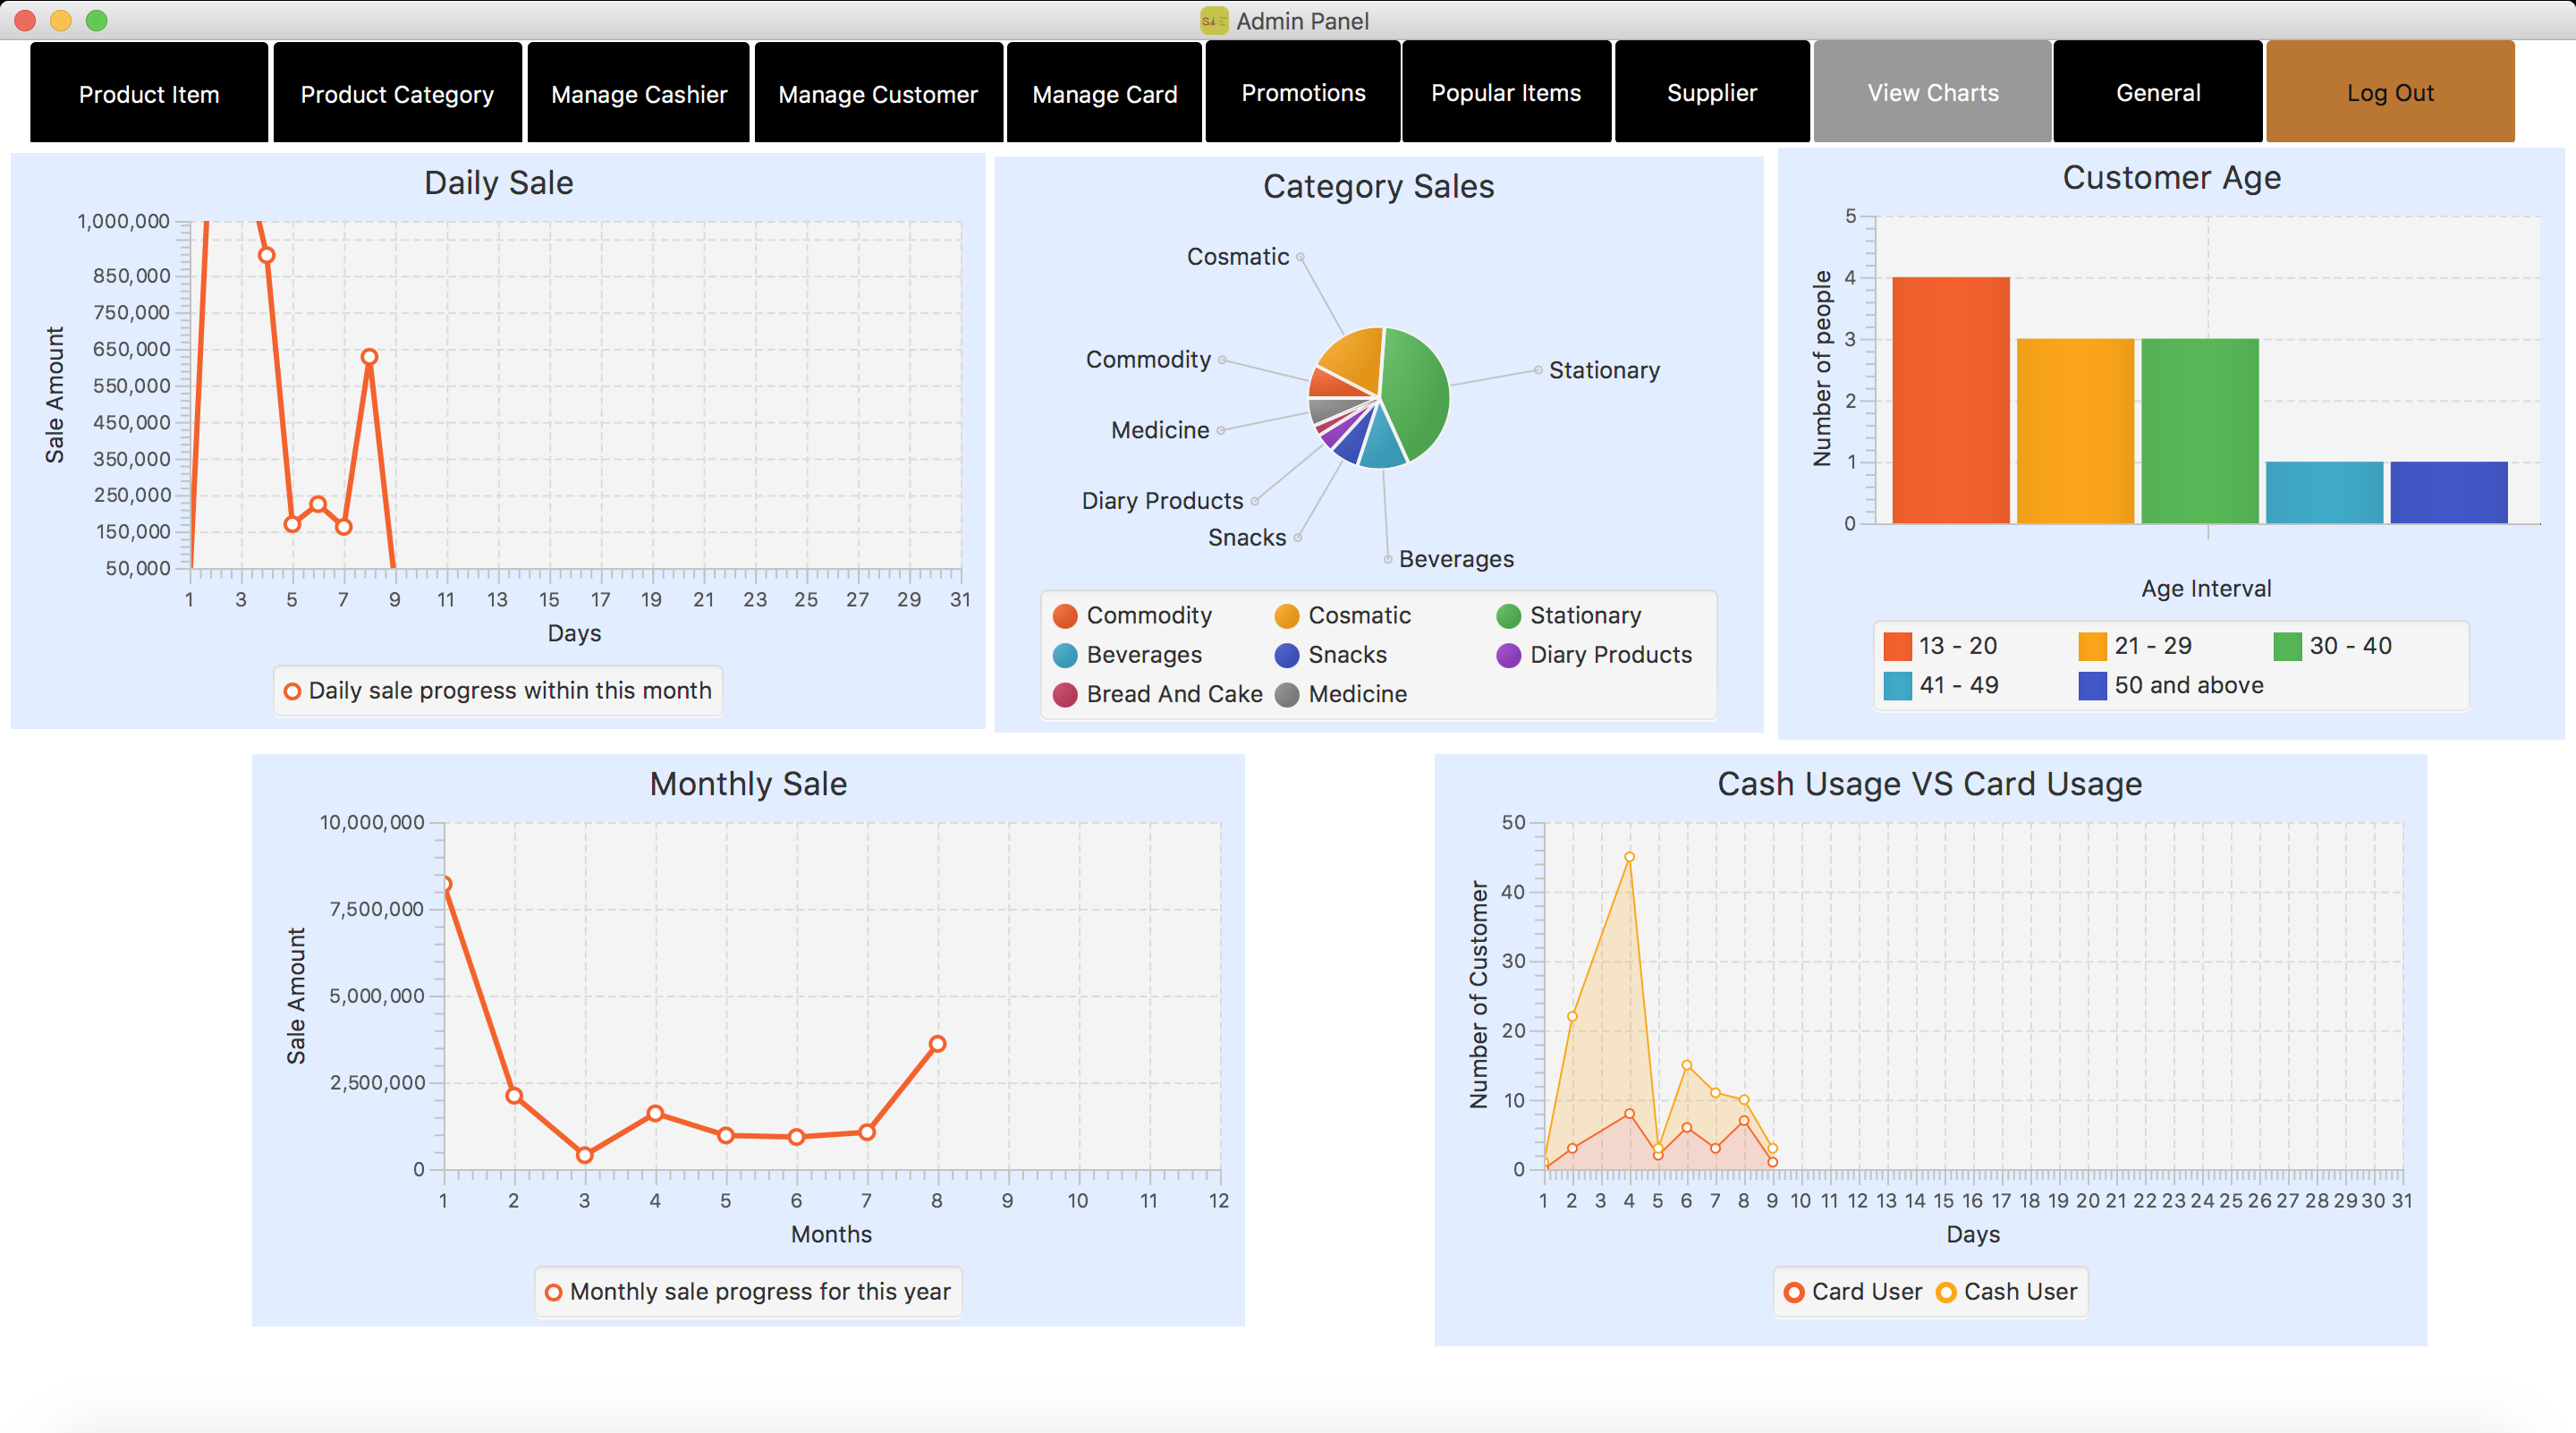 Admin Panel
Product Item Product Category Manage Cashier Manage Customer Manage Card Promotions Popular Items Supplier View Charts General Log Out
Daily Sale
1,000,000
850,000
750,000
650,000
550,000
450,000
350,000
250,000
150,000
50,000
Sale Amount
1 3 5 7 9 11 13 15 17 19 21 23 25 27 29 31
Days
Daily sale progress within this month
Category Sales
Cosmatic
Commodity
Stationary
Medicine
Diary Products
Snacks
Beverages
Commodity Cosmatic Stationary
Beverages Snacks Diary Products
Bread And Cake Medicine
Customer Age
5
4
3
2
1
0
Number of people
Age Interval
13 - 20 21 - 29 30 - 40
41 - 49 50 and above
Monthly Sale
10,000,000
7,500,000
5,000,000
2,500,000
0
Sale Amount
1 2 3 4 5 6 7 8 9 10 11 12
Months
Monthly sale progress for this year
Cash Usage VS Card Usage
50
40
30
20
10
0
Number of Customer
1 2 3 4 5 6 7 8 9 10 11 12 13 14 15 16 17 18 19 20 21 22 23 24 25 26 27 28 29 30 31
Days
Card User Cash User